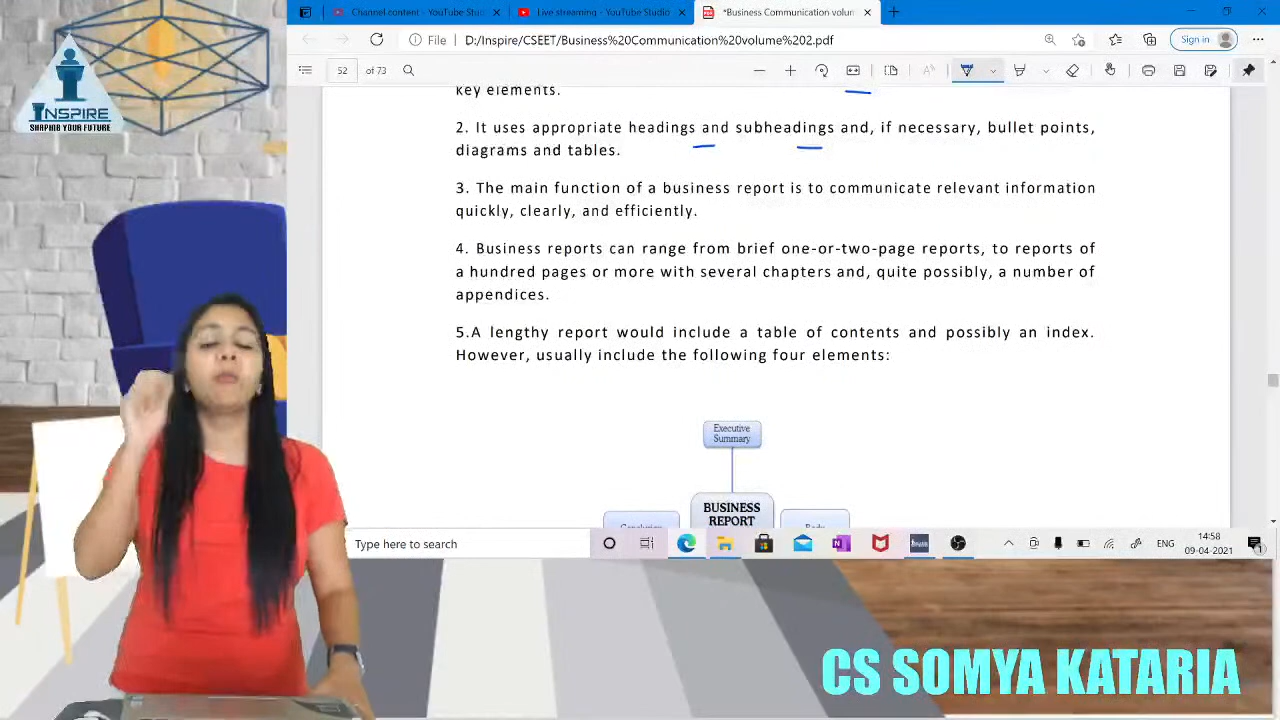 INSPIRE
SHAPING YOUR FUTURE
Channel content - YouTube Studi
Live streaming - YouTube Studio
*Business Communication volun
File
D:/Inspire/CSEET/Business%20Communication%20volume%202.pdf
Sign in
52 of 73
key elements.
2. It uses appropriate headings and subheadings and, if necessary, bullet points,
diagrams and tables.
3. The main function of a business report is to communicate relevant information
quickly, clearly, and efficiently.
4. Business reports can range from brief one-or-two-page reports, to reports of
a hundred pages or more with several chapters and, quite possibly, a number of
appendices.
5.A lengthy report would include a table of contents and possibly an index.
However, usually include the following four elements:
Executive
Summary
BUSINESS
REPORT
Conclusion
Body
Type here to search
ENG
14:58
09-04-2021
CS SOMYA KATARIA